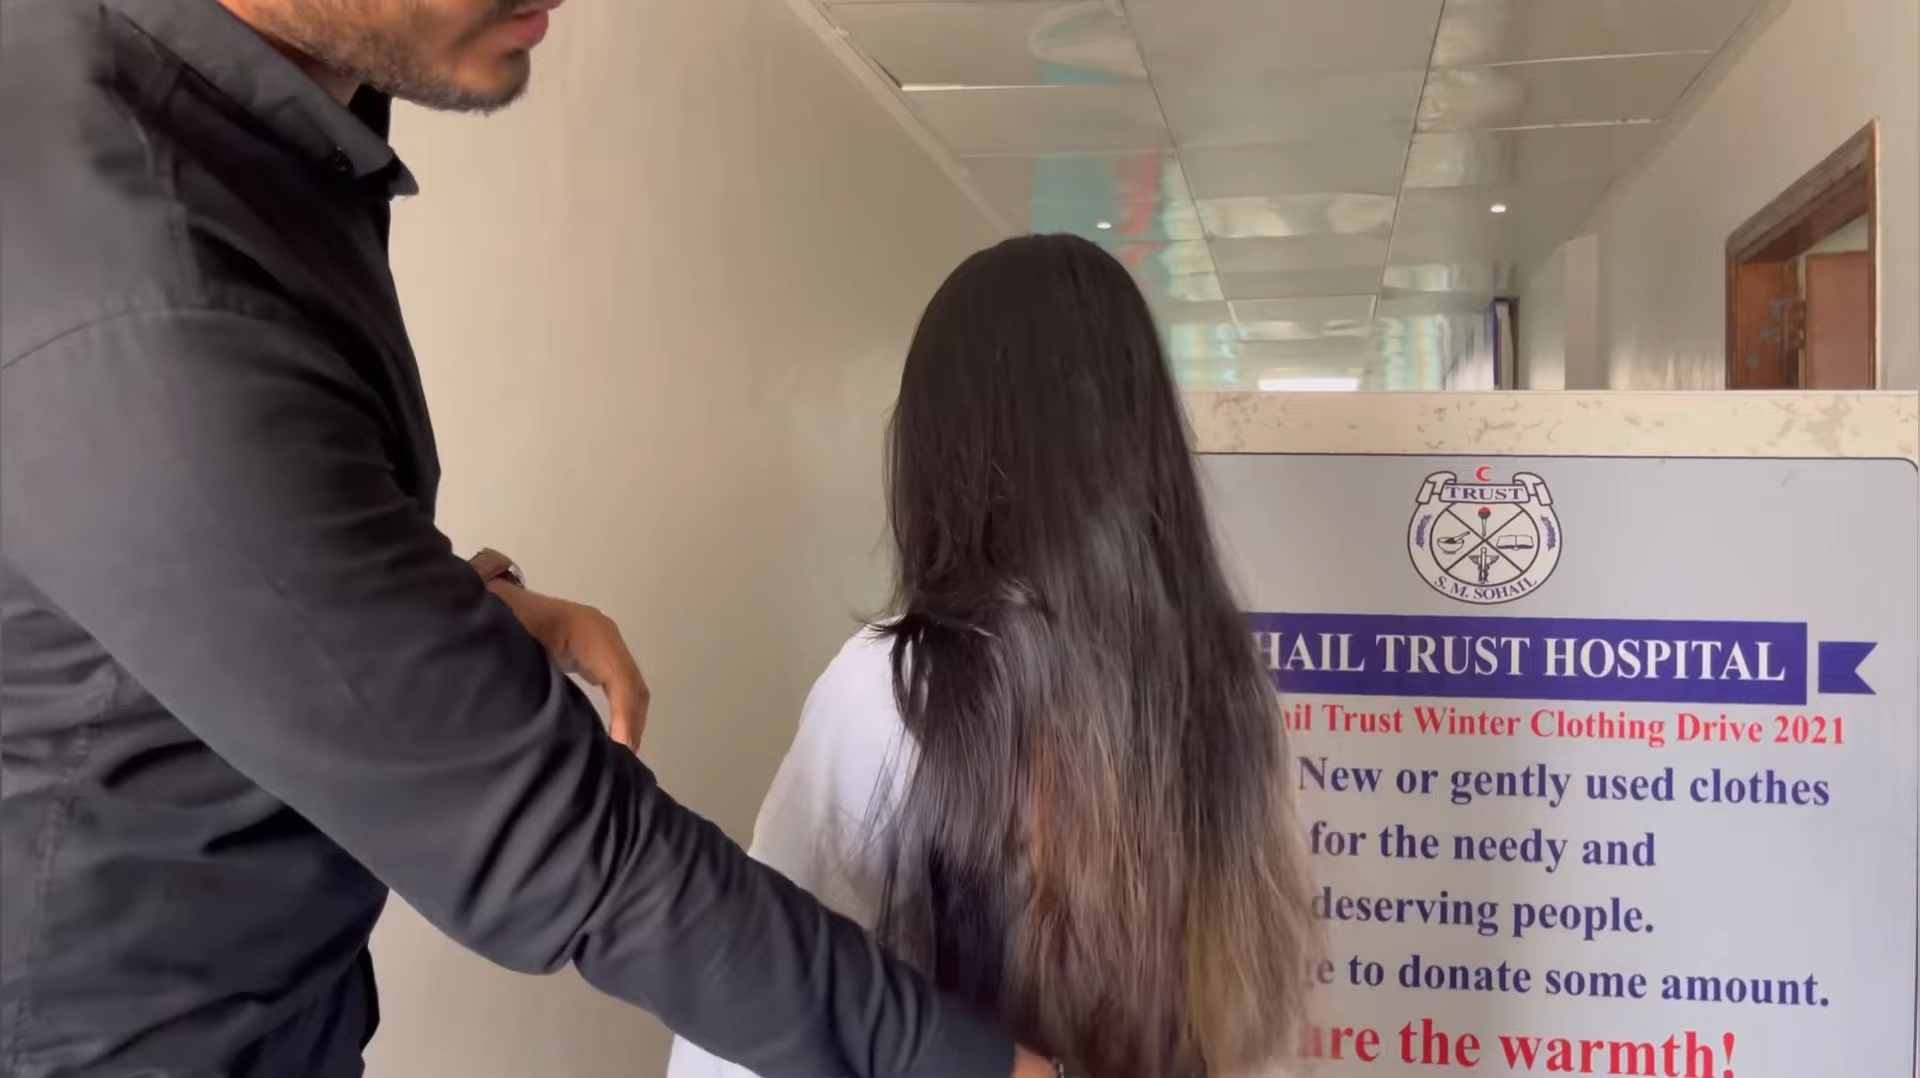 TRUST
S. M. SOHAIL
HAIL TRUST HOSPITAL
il Trust Winter Clothing Drive 2021
New or gently used clothes
for the needy and
deserving people.
e to donate some amount.
are the warmth!